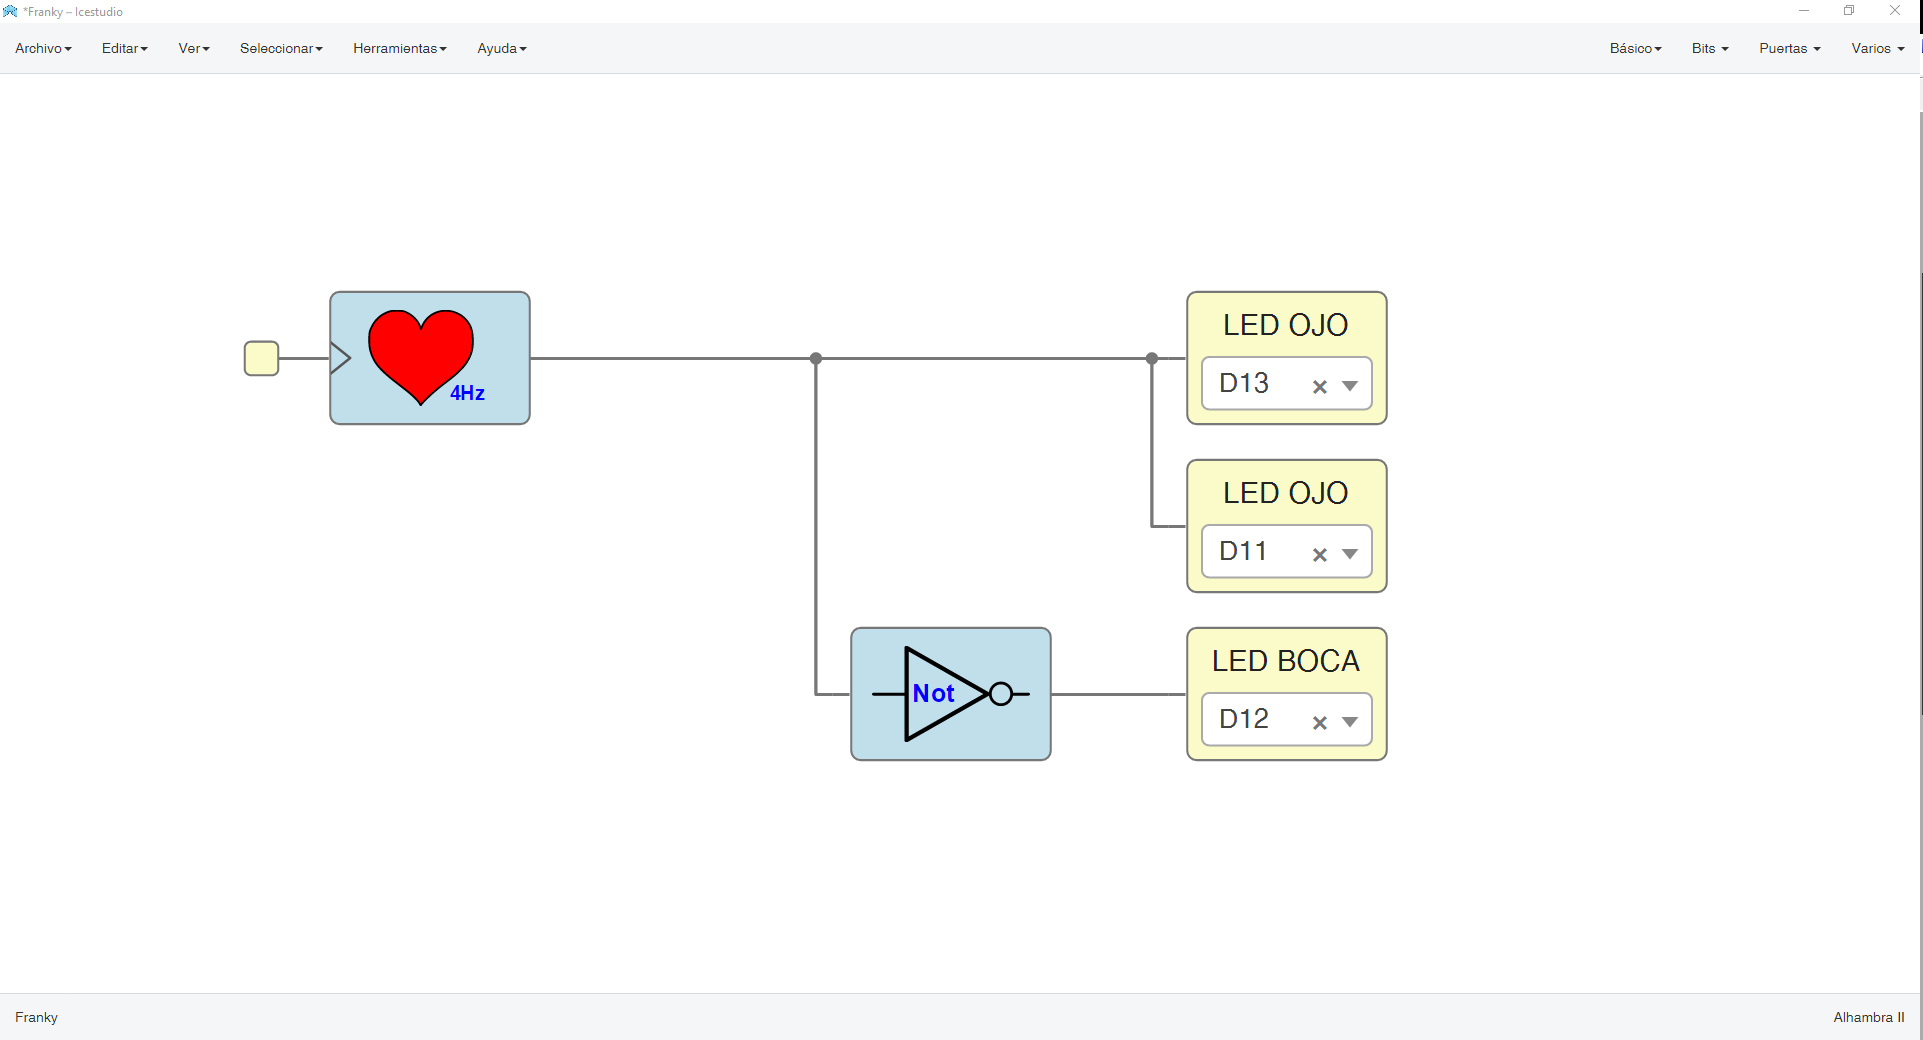 *Franky – Icestudio
Archivo Editar Ver Seleccionar Herramientas Ayuda Básico Bits Puertas Varios
4Hz
LED OJO
D13
LED OJO
D11
Not
LED BOCA
D12
Franky
Alhambra II